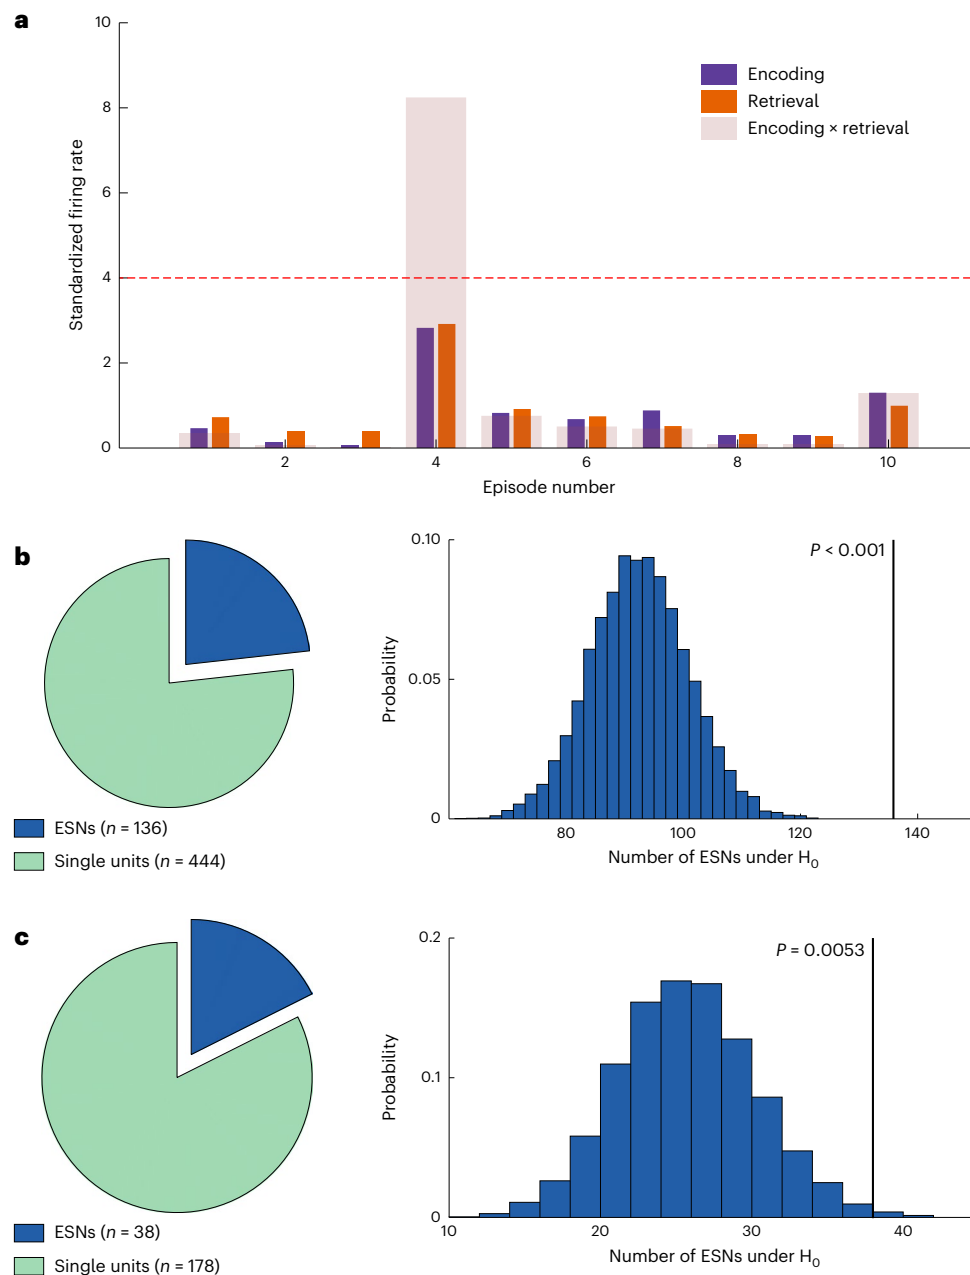 a
10
8
6
4
2
0
Standardized firing rate
Encoding
Retrieval
Encoding × retrieval
2 4 6 8 10
Episode number
b
ESNs (n = 136)
Single units (n = 444)
0.10
0.05
0
Probability
P < 0.001
80 100 120 140
Number of ESNs under H0
c
ESNs (n = 38)
Single units (n = 178)
0.2
0.1
0
Probability
P = 0.0053
10 20 30 40
Number of ESNs under H0